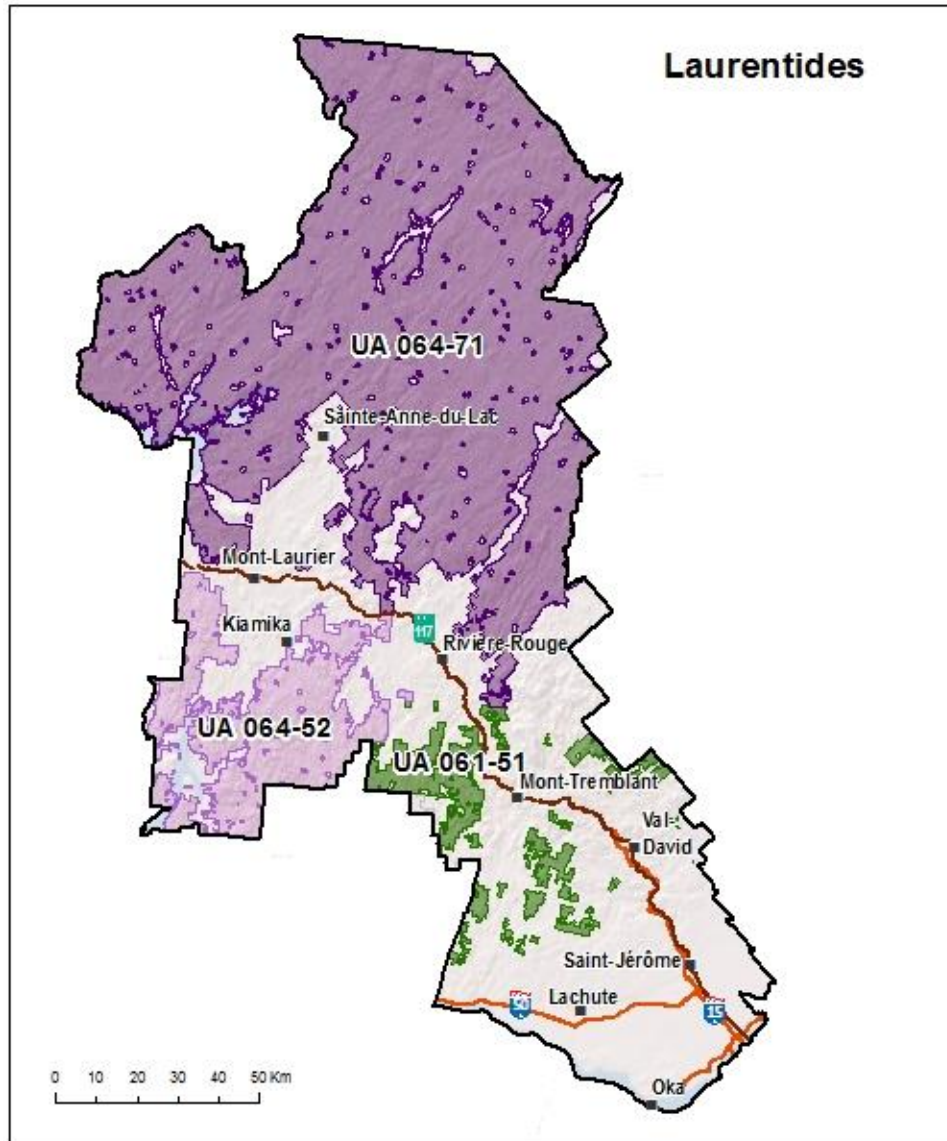 Laurentides
UA 064-71
Sainte-Anne-du-Lac
Mont-Laurier
Kiamika
117
Rivière-Rouge
UA 064-52
UA 061-51
Mont-Tremblant
Val-
David
Saint-Jérôme
Lachute
50
15
Oka
0 10 20 30 40 50 Km